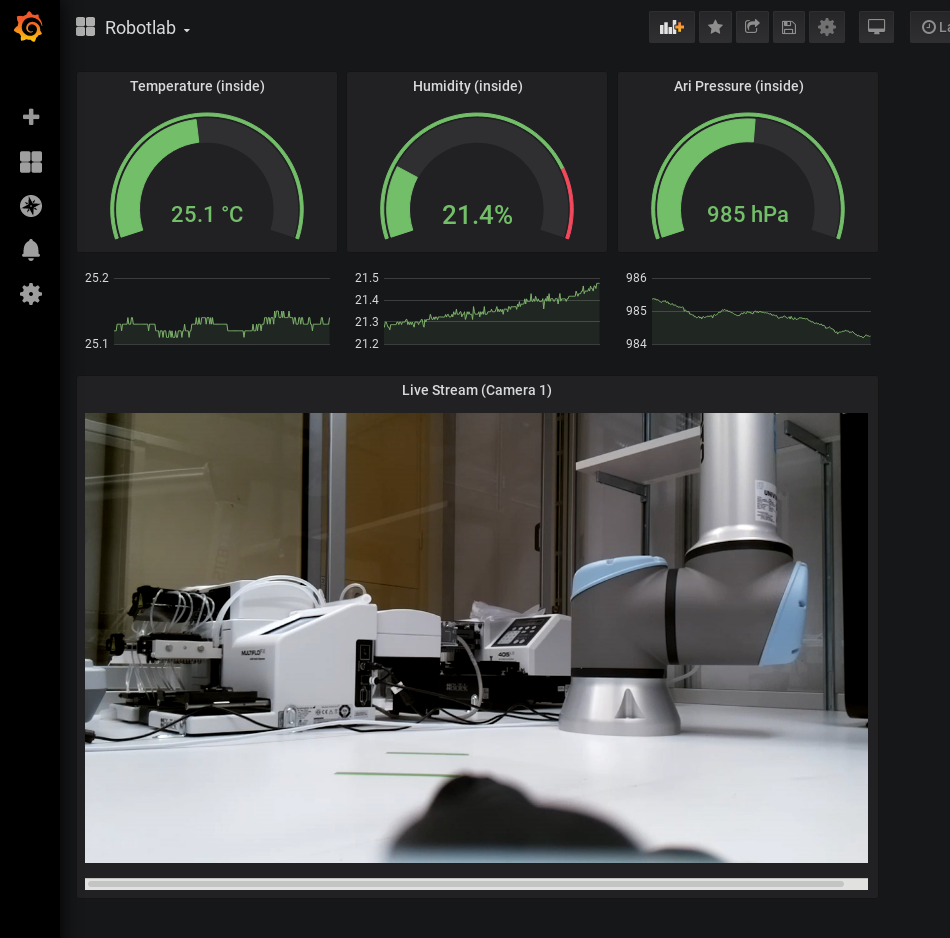 Robotlab
La
Temperature (inside)
Humidity (inside)
Ari Pressure (inside)
25.1 °C
21.4%
985 hPa
25.2
25.1
21.5
21.4
21.3
21.2
986
985
984
Live Stream (Camera 1)
MULTIFLO
405
BioTek